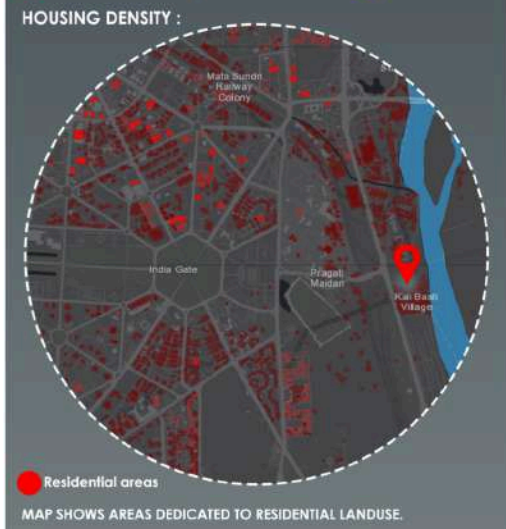 HOUSING DENSITY :
Mata Sundri
Railway
Colony
India Gate
Pragati
Maidan
Kali Basti
Village
Residential areas
MAP SHOWS AREAS DEDICATED TO RESIDENTIAL LANDUSE.